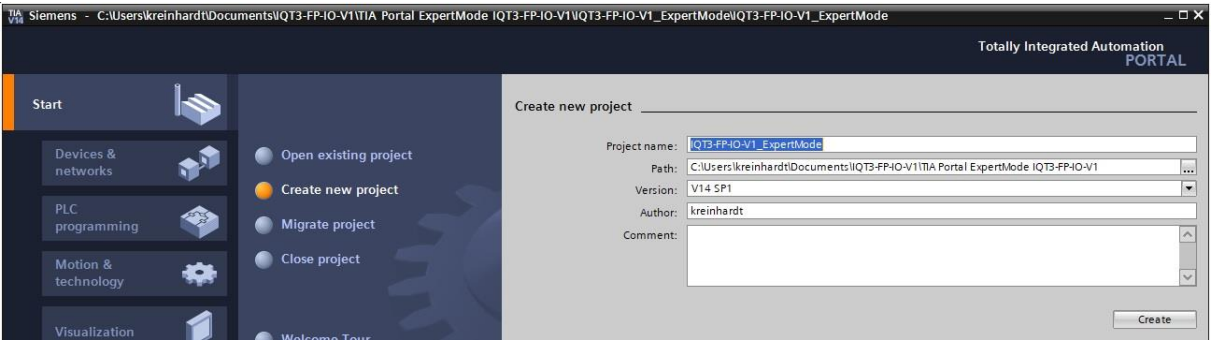 TIA V14 Siemens - C:\Users\kreinhardt\Documents\IQT3-FP-IO-V1\TIA Portal ExpertMode IQT3-FP-IO-V1\IQT3-FP-IO-V1_ExpertMode\IQT3-FP-IO-V1_ExpertMode
Totally Integrated Automation
PORTAL
Start
Devices &
networks
PLC
programming
Motion &
technology
Visualization
Open existing project
Create new project
Migrate project
Close project
Welcome Tour
Create new project
Project name: IQT3-FP-IO-V1_ExpertMode
Path: C:\Users\kreinhardt\Documents\IQT3-FP-IO-V1\TIA Portal ExpertMode IQT3-FP-IO-V1 ...
Version: V14 SP1
Author: kreinhardt
Comment:
Create